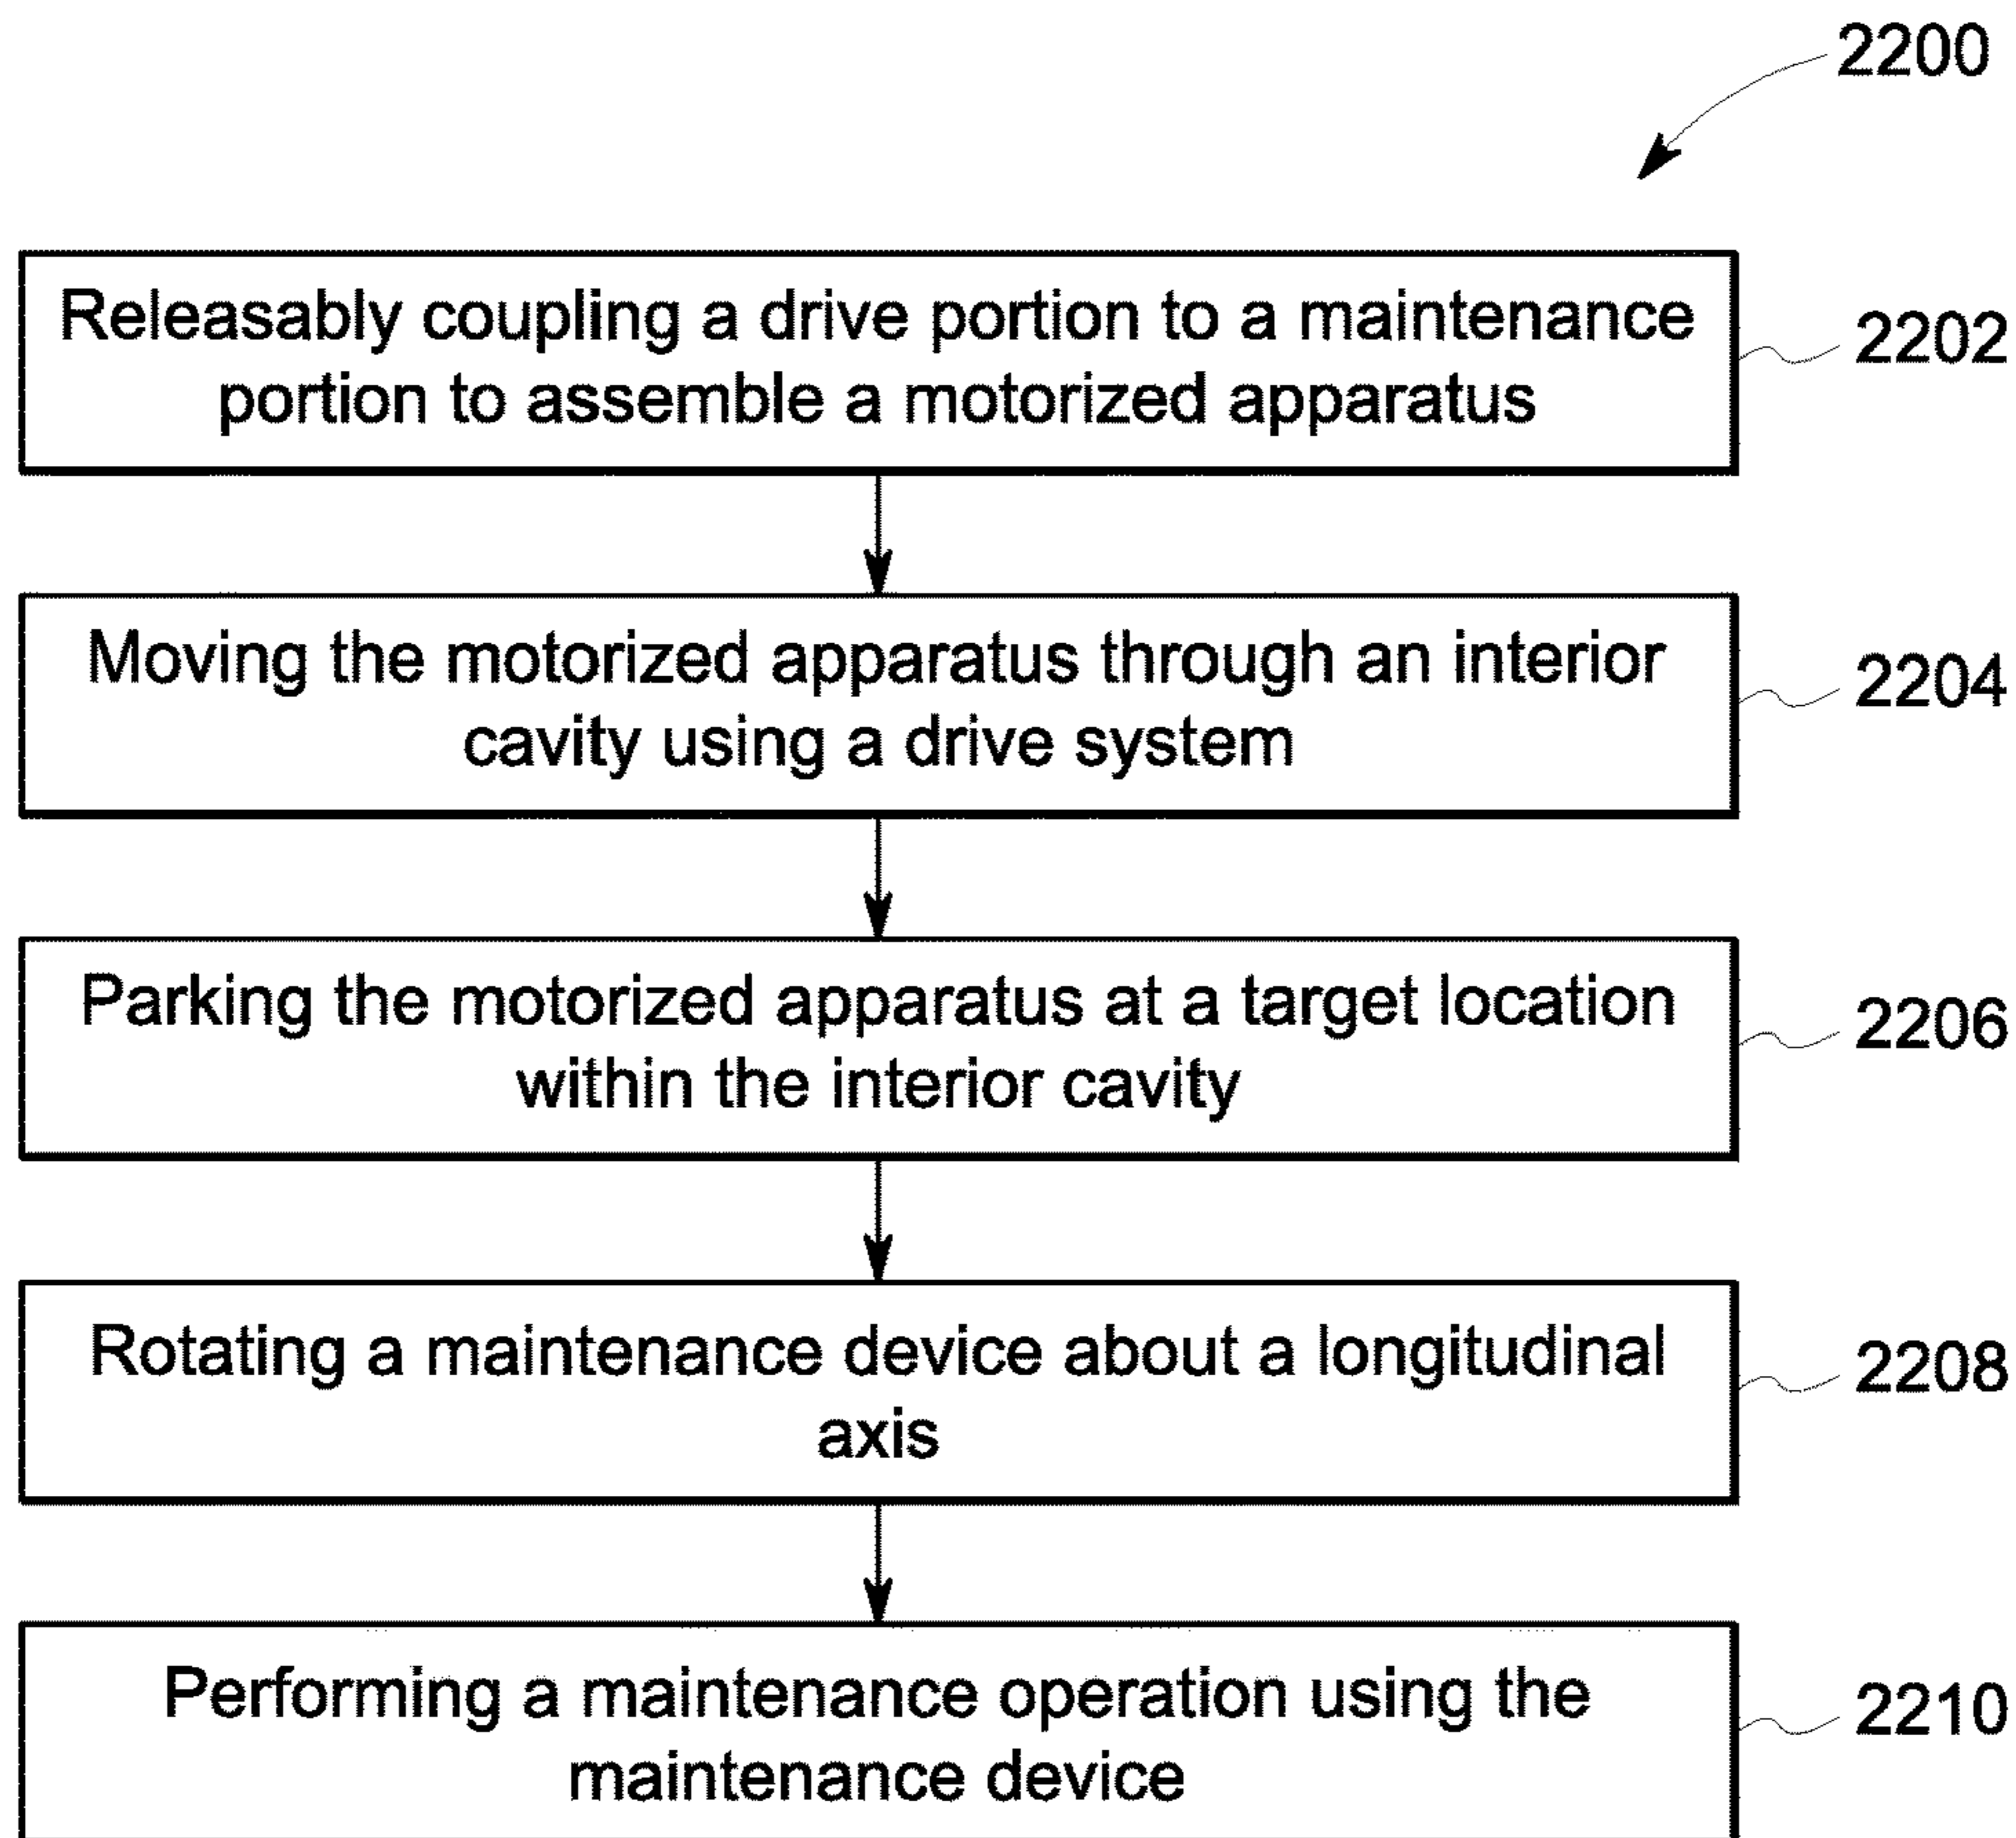 2200
Releasably coupling a drive portion to a maintenance
portion to assemble a motorized apparatus
2202
Moving the motorized apparatus through an interior
cavity using a drive system
2204
Parking the motorized apparatus at a target location
within the interior cavity
2206
Rotating a maintenance device about a longitudinal
axis
2208
Performing a maintenance operation using the
maintenance device
2210